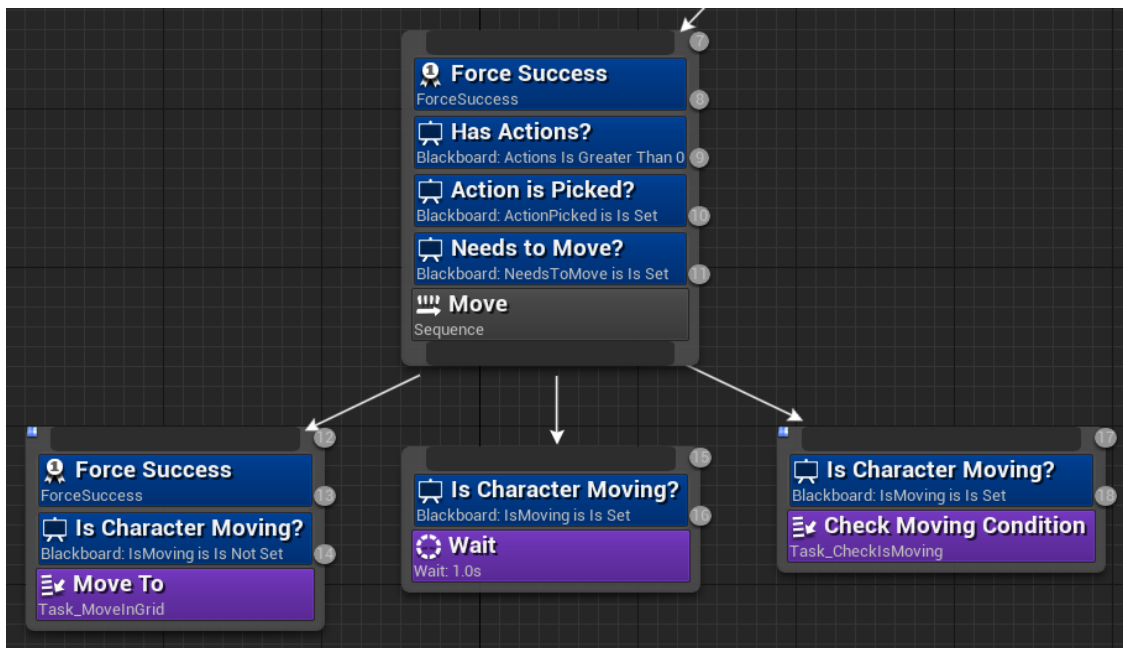 7
Force Success
ForceSuccess
8
Has Actions?
Blackboard: Actions Is Greater Than 0
9
Action is Picked?
Blackboard: ActionPicked is Is Set
10
Needs to Move?
Blackboard: NeedsToMove is Is Set
11
Move
Sequence
12
Force Success
ForceSuccess
13
Is Character Moving?
Blackboard: IsMoving is Is Not Set
14
Move To
Task_MoveInGrid
15
Is Character Moving?
Blackboard: IsMoving is Is Set
16
Wait
Wait: 1.0s
17
Is Character Moving?
Blackboard: IsMoving is Is Set
18
Check Moving Condition
Task_CheckIsMoving